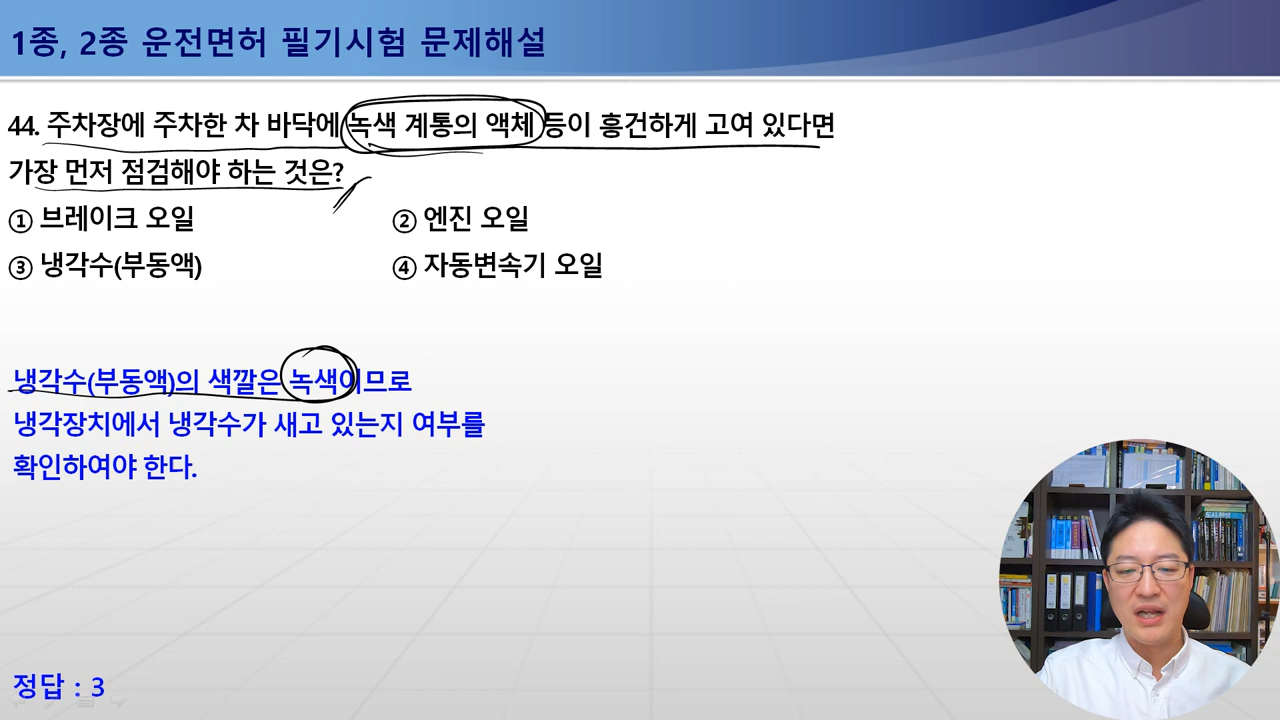 1종, 2종 운전면허 필기시험 문제해설
44. 주차장에 주차한 차 바닥에 녹색 계통의 액체 등이 흥건하게 고여 있다면
가장 먼저 점검해야 하는 것은?
① 브레이크 오일 ② 엔진 오일
③ 냉각수(부동액) ④ 자동변속기 오일
냉각수(부동액)의 색깔은 녹색이므로
냉각장치에서 냉각수가 새고 있는지 여부를
확인하여야 한다.
정답 : 3